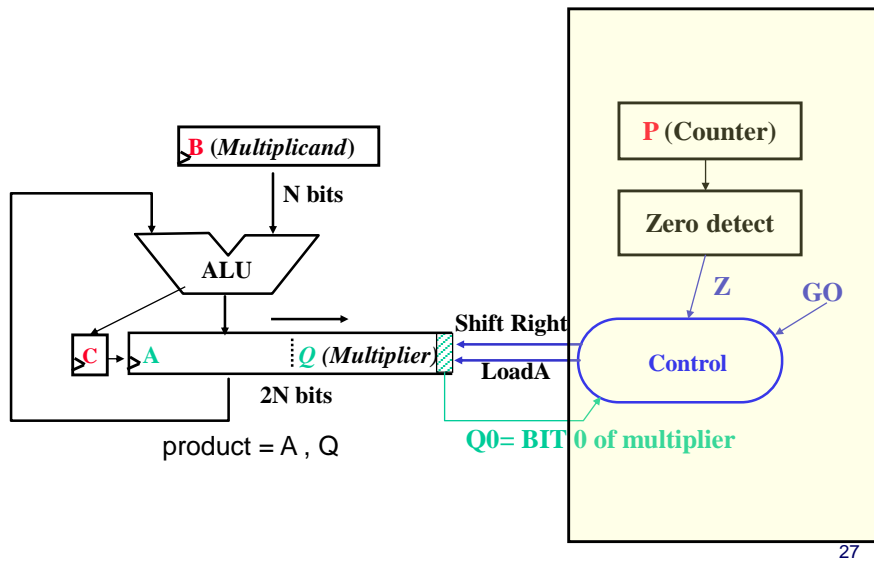 B (Multiplicand)
N bits
ALU
C
A
Q (Multiplier)
2N bits
product = A , Q
P (Counter)
Zero detect
Z
GO
Shift Right
LoadA
Control
Q0= BIT 0 of multiplier
27